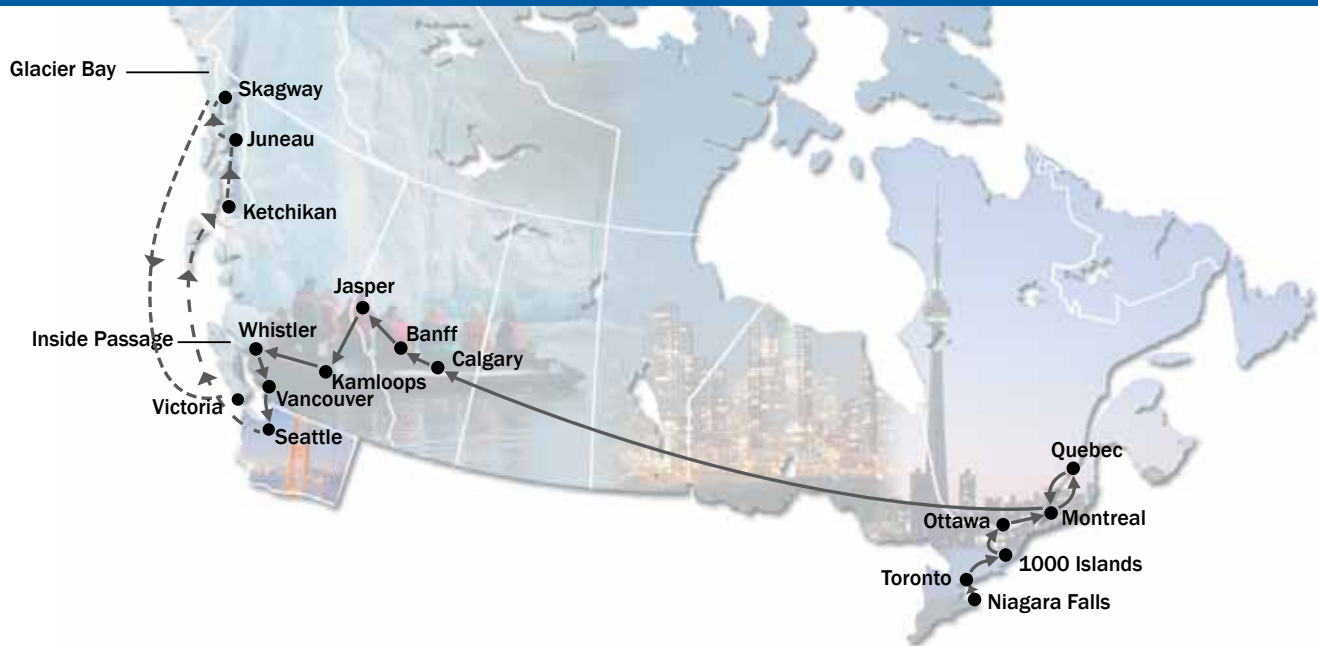 Glacier Bay
Skagway
Juneau
Ketchikan
Jasper
Inside Passage
Whistler
Banff
Calgary
Kamloops
Vancouver
Victoria
Seattle
Quebec
Ottawa
Montreal
1000 Islands
Toronto
Niagara Falls